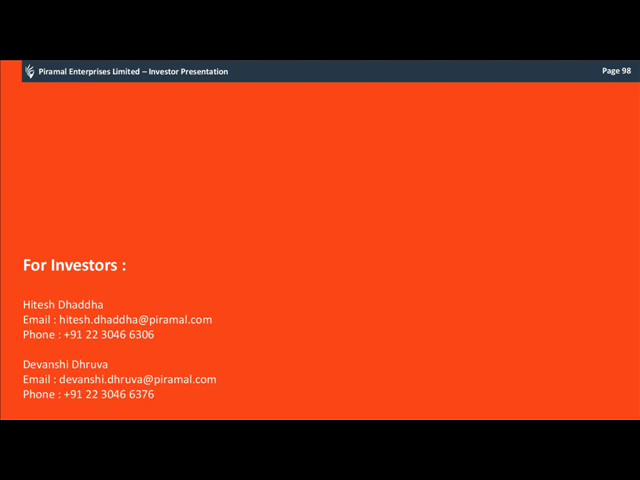 Piramal Enterprises Limited – Investor Presentation
Page 98
For Investors :
Hitesh Dhaddha
Email : hitesh.dhaddha@piramal.com
Phone : +91 22 3046 6306
Devanshi Dhruva
Email : devanshi.dhruva@piramal.com
Phone : +91 22 3046 6376